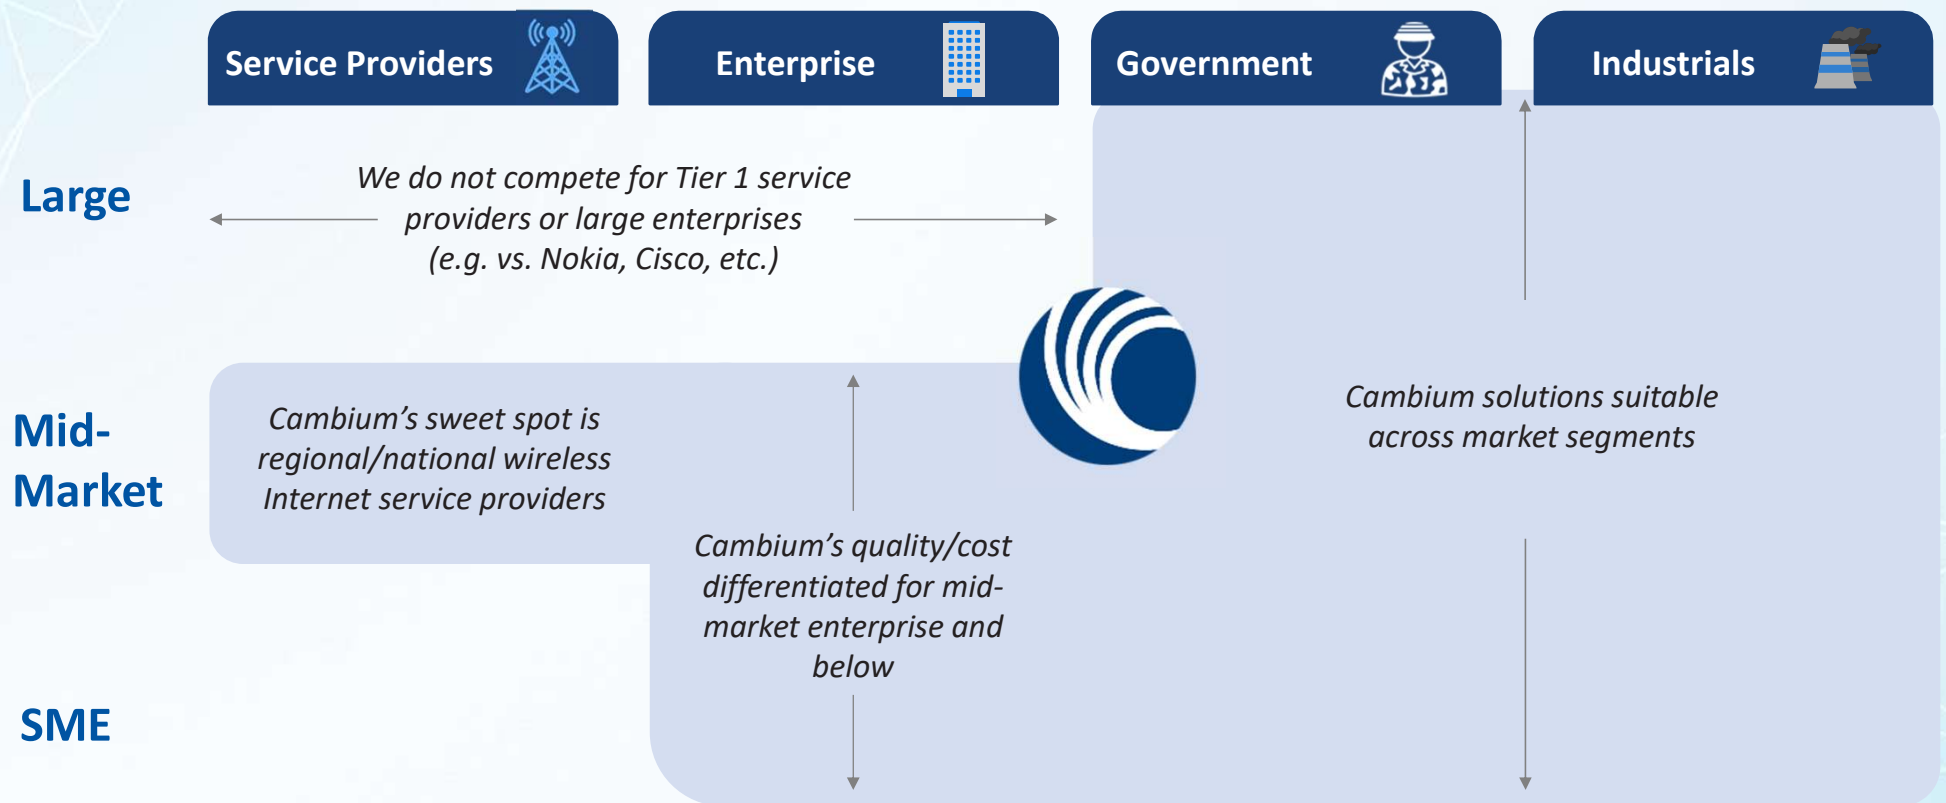 Service Providers
Enterprise
Government
Industrials
Large
We do not compete for Tier 1 service
providers or large enterprises
(e.g. vs. Nokia, Cisco, etc.)
Mid-
Market
Cambium’s sweet spot is
regional/national wireless
Internet service providers
Cambium’s quality/cost
differentiated for mid-
market enterprise and
below
Cambium solutions suitable
across market segments
SME